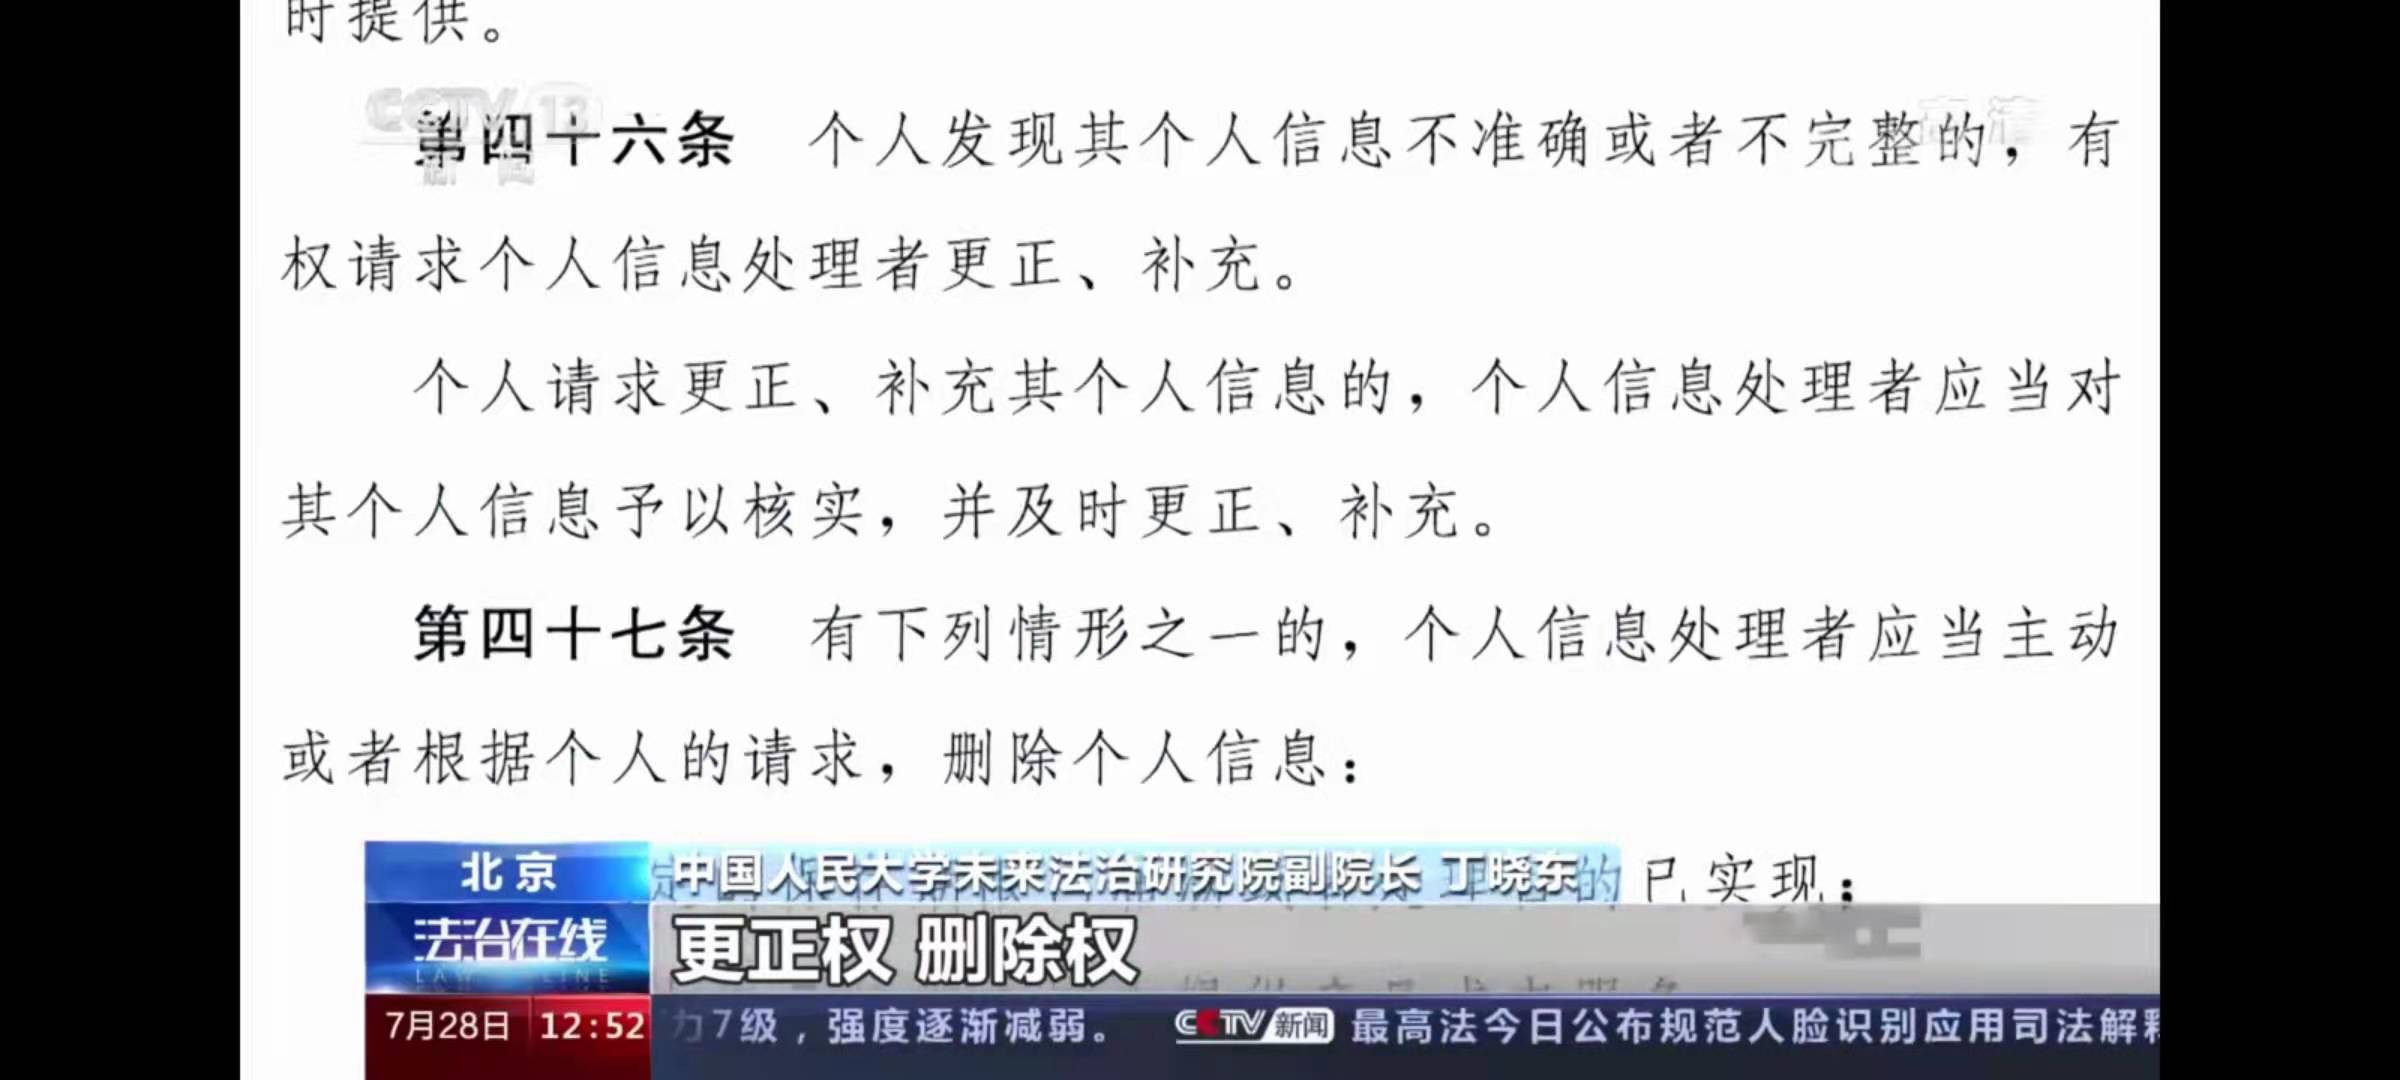 时提供。
CCTV 13
新闻
高清
第四十六条 个人发现其个人信息不准确或者不完整的，有
权请求个人信息处理者更正、补充。
个人请求更正、补充其个人信息的，个人信息处理者应当对
其个人信息予以核实，并及时更正、补充。
第四十七条 有下列情形之一的，个人信息处理者应当主动
或者根据个人的请求，删除个人信息：
的已实现；
北京
中国人民大学未来法治研究院副院长 丁晓东
法治在线
更正权 删除权
7月28日 12:52
力7级，强度逐渐减弱。 CCTV新闻 最高法今日公布规范人脸识别应用司法解释